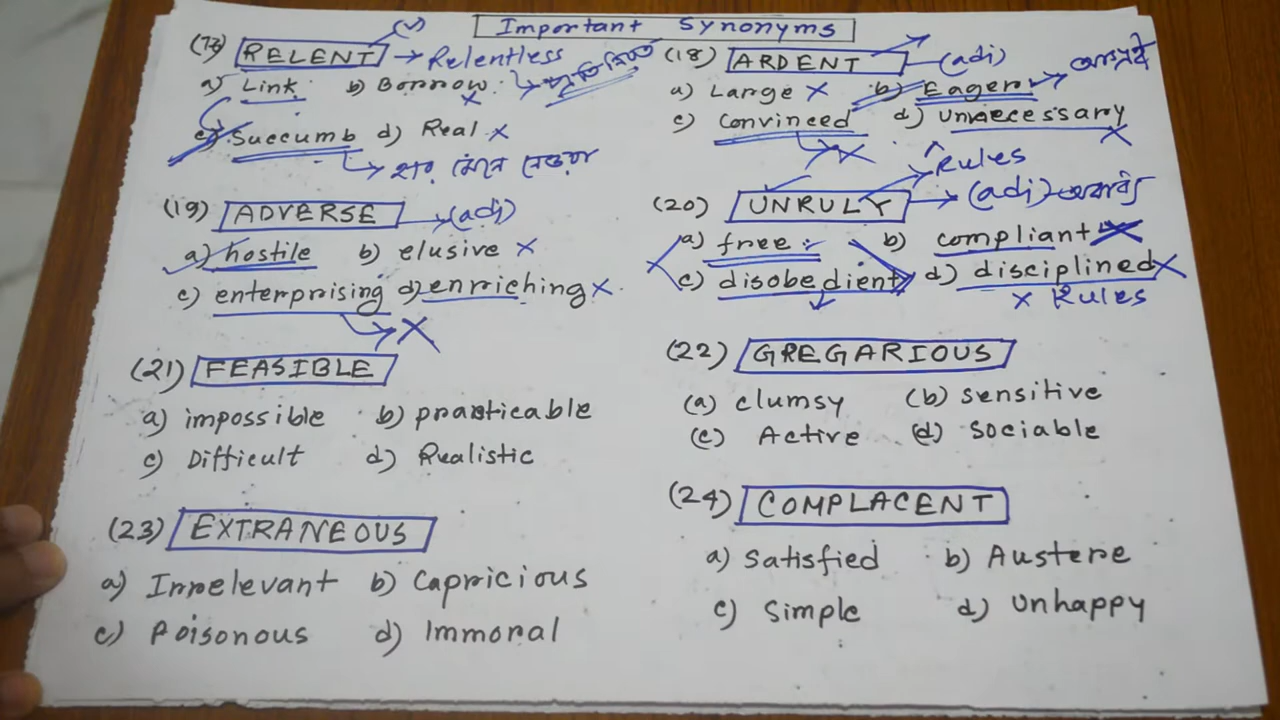 Important Synonyms
RELENT (v) → Relentless
a) Link b) Borrow
c) Succumb d) Real
→ হার মেনে নেওয়া
(18) ARDENT (adj)
a) Large b) Eager →
c) Convinced d) Unnecessary
(19) ADVERSE → (adj)
a) hostile b) elusive
c) enterprising d) enriching
(20) UNRULY → Rules → (adj)
a) free b) compliant
c) disobedient d) disciplined
Rules
(21) FEASIBLE
a) impossible b) practicable
c) Difficult d) Realistic
(22) GREGARIOUS
(a) clumsy (b) sensitive
(c) Active (d) Sociable
(23) EXTRANEOUS
a) Irrelevant b) Capricious
c) Poisonous d) Immoral
(24) COMPLACENT
a) Satisfied b) Austere
c) Simple d) Unhappy